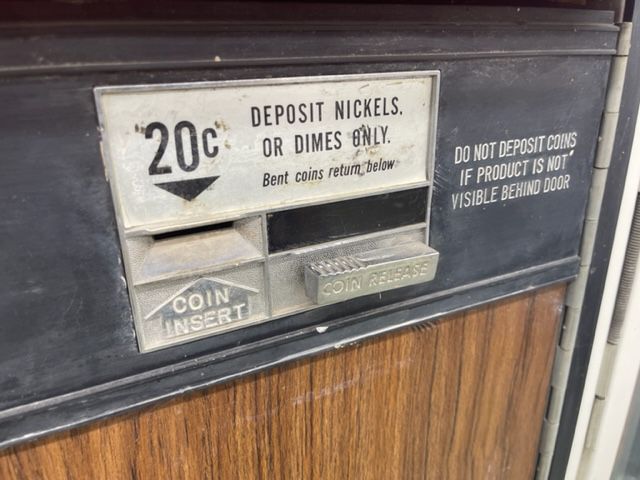 20¢
DEPOSIT NICKELS,
OR DIMES ONLY.
Bent coins return below
COIN
INSERT
COIN RELEASE
DO NOT DEPOSIT COINS
IF PRODUCT IS NOT
VISIBLE BEHIND DOOR